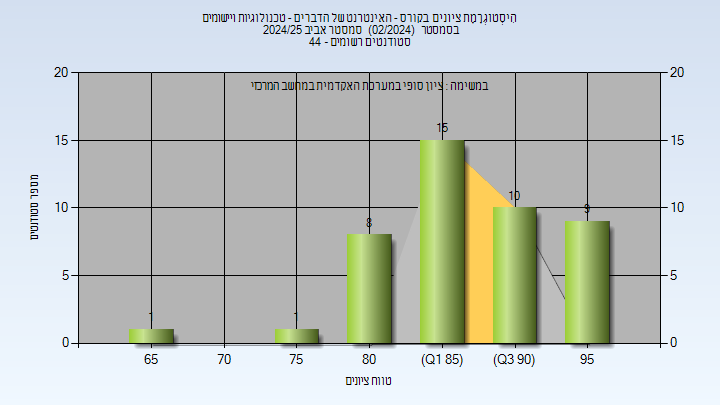 היסטוגרמת ציונים בקורס - האינטרנט של הדברים - טכנולוגיות ויישומים
בסמסטר (02/2024) סמסטר אביב 2024/25
סטודנטים רשומים - 44
במשימה : ציון סופי במערכת האקדמית במחשב המרכזי
20 20
15 15
10 10
5 5
0 0
מספר סטודנטים
1 1 8 15 10 9
65 70 75 80 (Q1 85) (Q3 90) 95
טווח ציונים